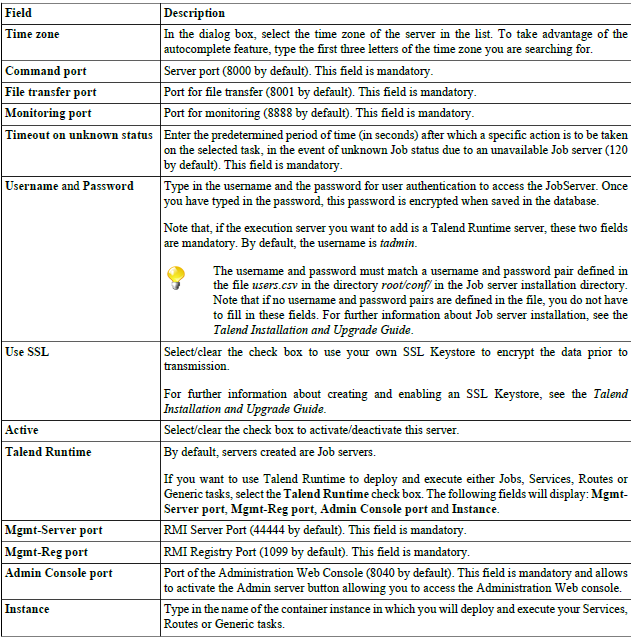 Field Description
Time zone In the dialog box, select the time zone of the server in the list. To take advantage of the
autocomplete feature, type the first three letters of the time zone you are searching for.
Command port Server port (8000 by default). This field is mandatory.
File transfer port Port for file transfer (8001 by default). This field is mandatory.
Monitoring port Port for monitoring (8888 by default). This field is mandatory.
Timeout on unknown status Enter the predetermined period of time (in seconds) after which a specific action is to be taken
on the selected task, in the event of unknown Job status due to an unavailable Job server (120
by default). This field is mandatory.
Username and Password Type in the username and the password for user authentication to access the JobServer. Once
you have typed in the password, this password is encrypted when saved in the database.
Note that, if the execution server you want to add is a Talend Runtime server, these two fields
are mandatory. By default, the username is tadmin.
The username and password must match a username and password pair defined in
the file users.csv in the directory root/conf/ in the Job server installation directory.
Note that if no username and password pairs are defined in the file, you do not have
to fill in these fields. For further information about Job server installation, see the
Talend Installation and Upgrade Guide.
Use SSL Select/clear the check box to use your own SSL Keystore to encrypt the data prior to
transmission.
For further information about creating and enabling an SSL Keystore, see the Talend
Installation and Upgrade Guide.
Active Select/clear the check box to activate/deactivate this server.
Talend Runtime By default, servers created are Job servers.
If you want to use Talend Runtime to deploy and execute either Jobs, Services, Routes or
Generic tasks, select the Talend Runtime check box. The following fields will display: Mgmt-
Server port, Mgmt-Reg port, Admin Console port and Instance.
Mgmt-Server port RMI Server Port (44444 by default). This field is mandatory.
Mgmt-Reg port RMI Registry Port (1099 by default). This field is mandatory.
Admin Console port Port of the Administration Web Console (8040 by default). This field is mandatory and allows
to activate the Admin server button allowing you to access the Administration Web console.
Instance Type in the name of the container instance in which you will deploy and execute your Services,
Routes or Generic tasks.